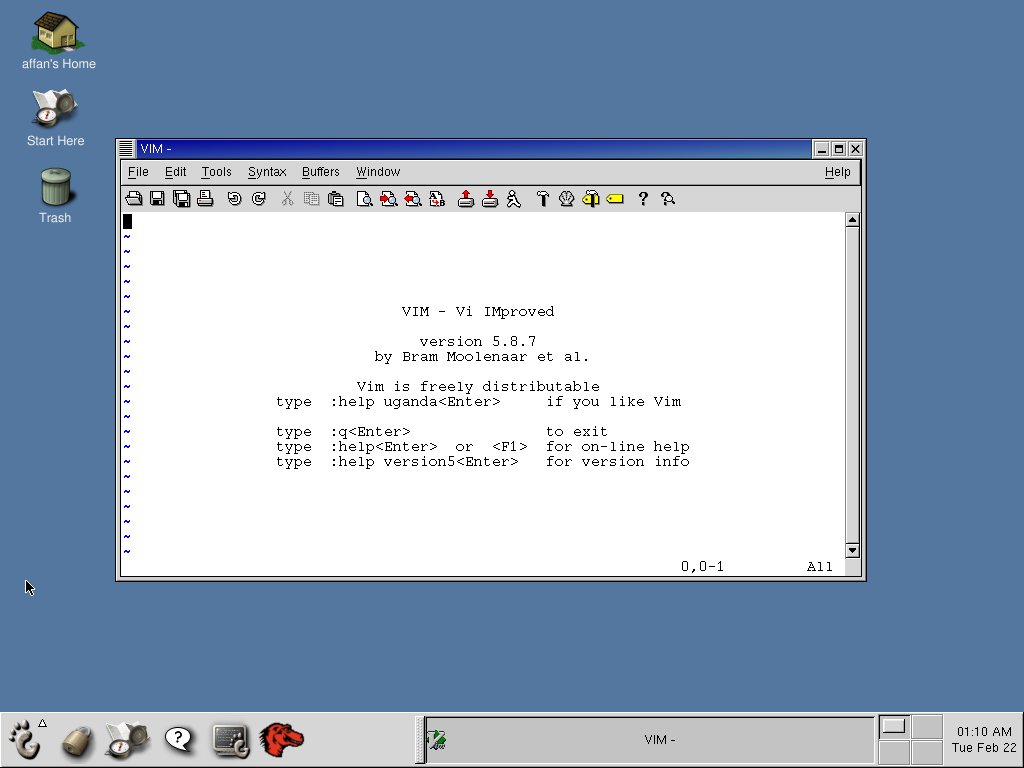 affan's Home
Start Here
Trash
VIM -
File Edit Tools Syntax Buffers Window Help
~
~
~
~
~
VIM - Vi IMproved
~
~
version 5.8.7
~
by Bram Moolenaar et al.
~
~
Vim is freely distributable
~
type :help uganda<Enter> if you like Vim
~
~
type :q<Enter> to exit
~
type :help<Enter> or <F1> for on-line help
~
type :help version5<Enter> for version info
~
~
~
~
~
~
~
0,0-1 All
VIM -
01:10 AM
Tue Feb 22